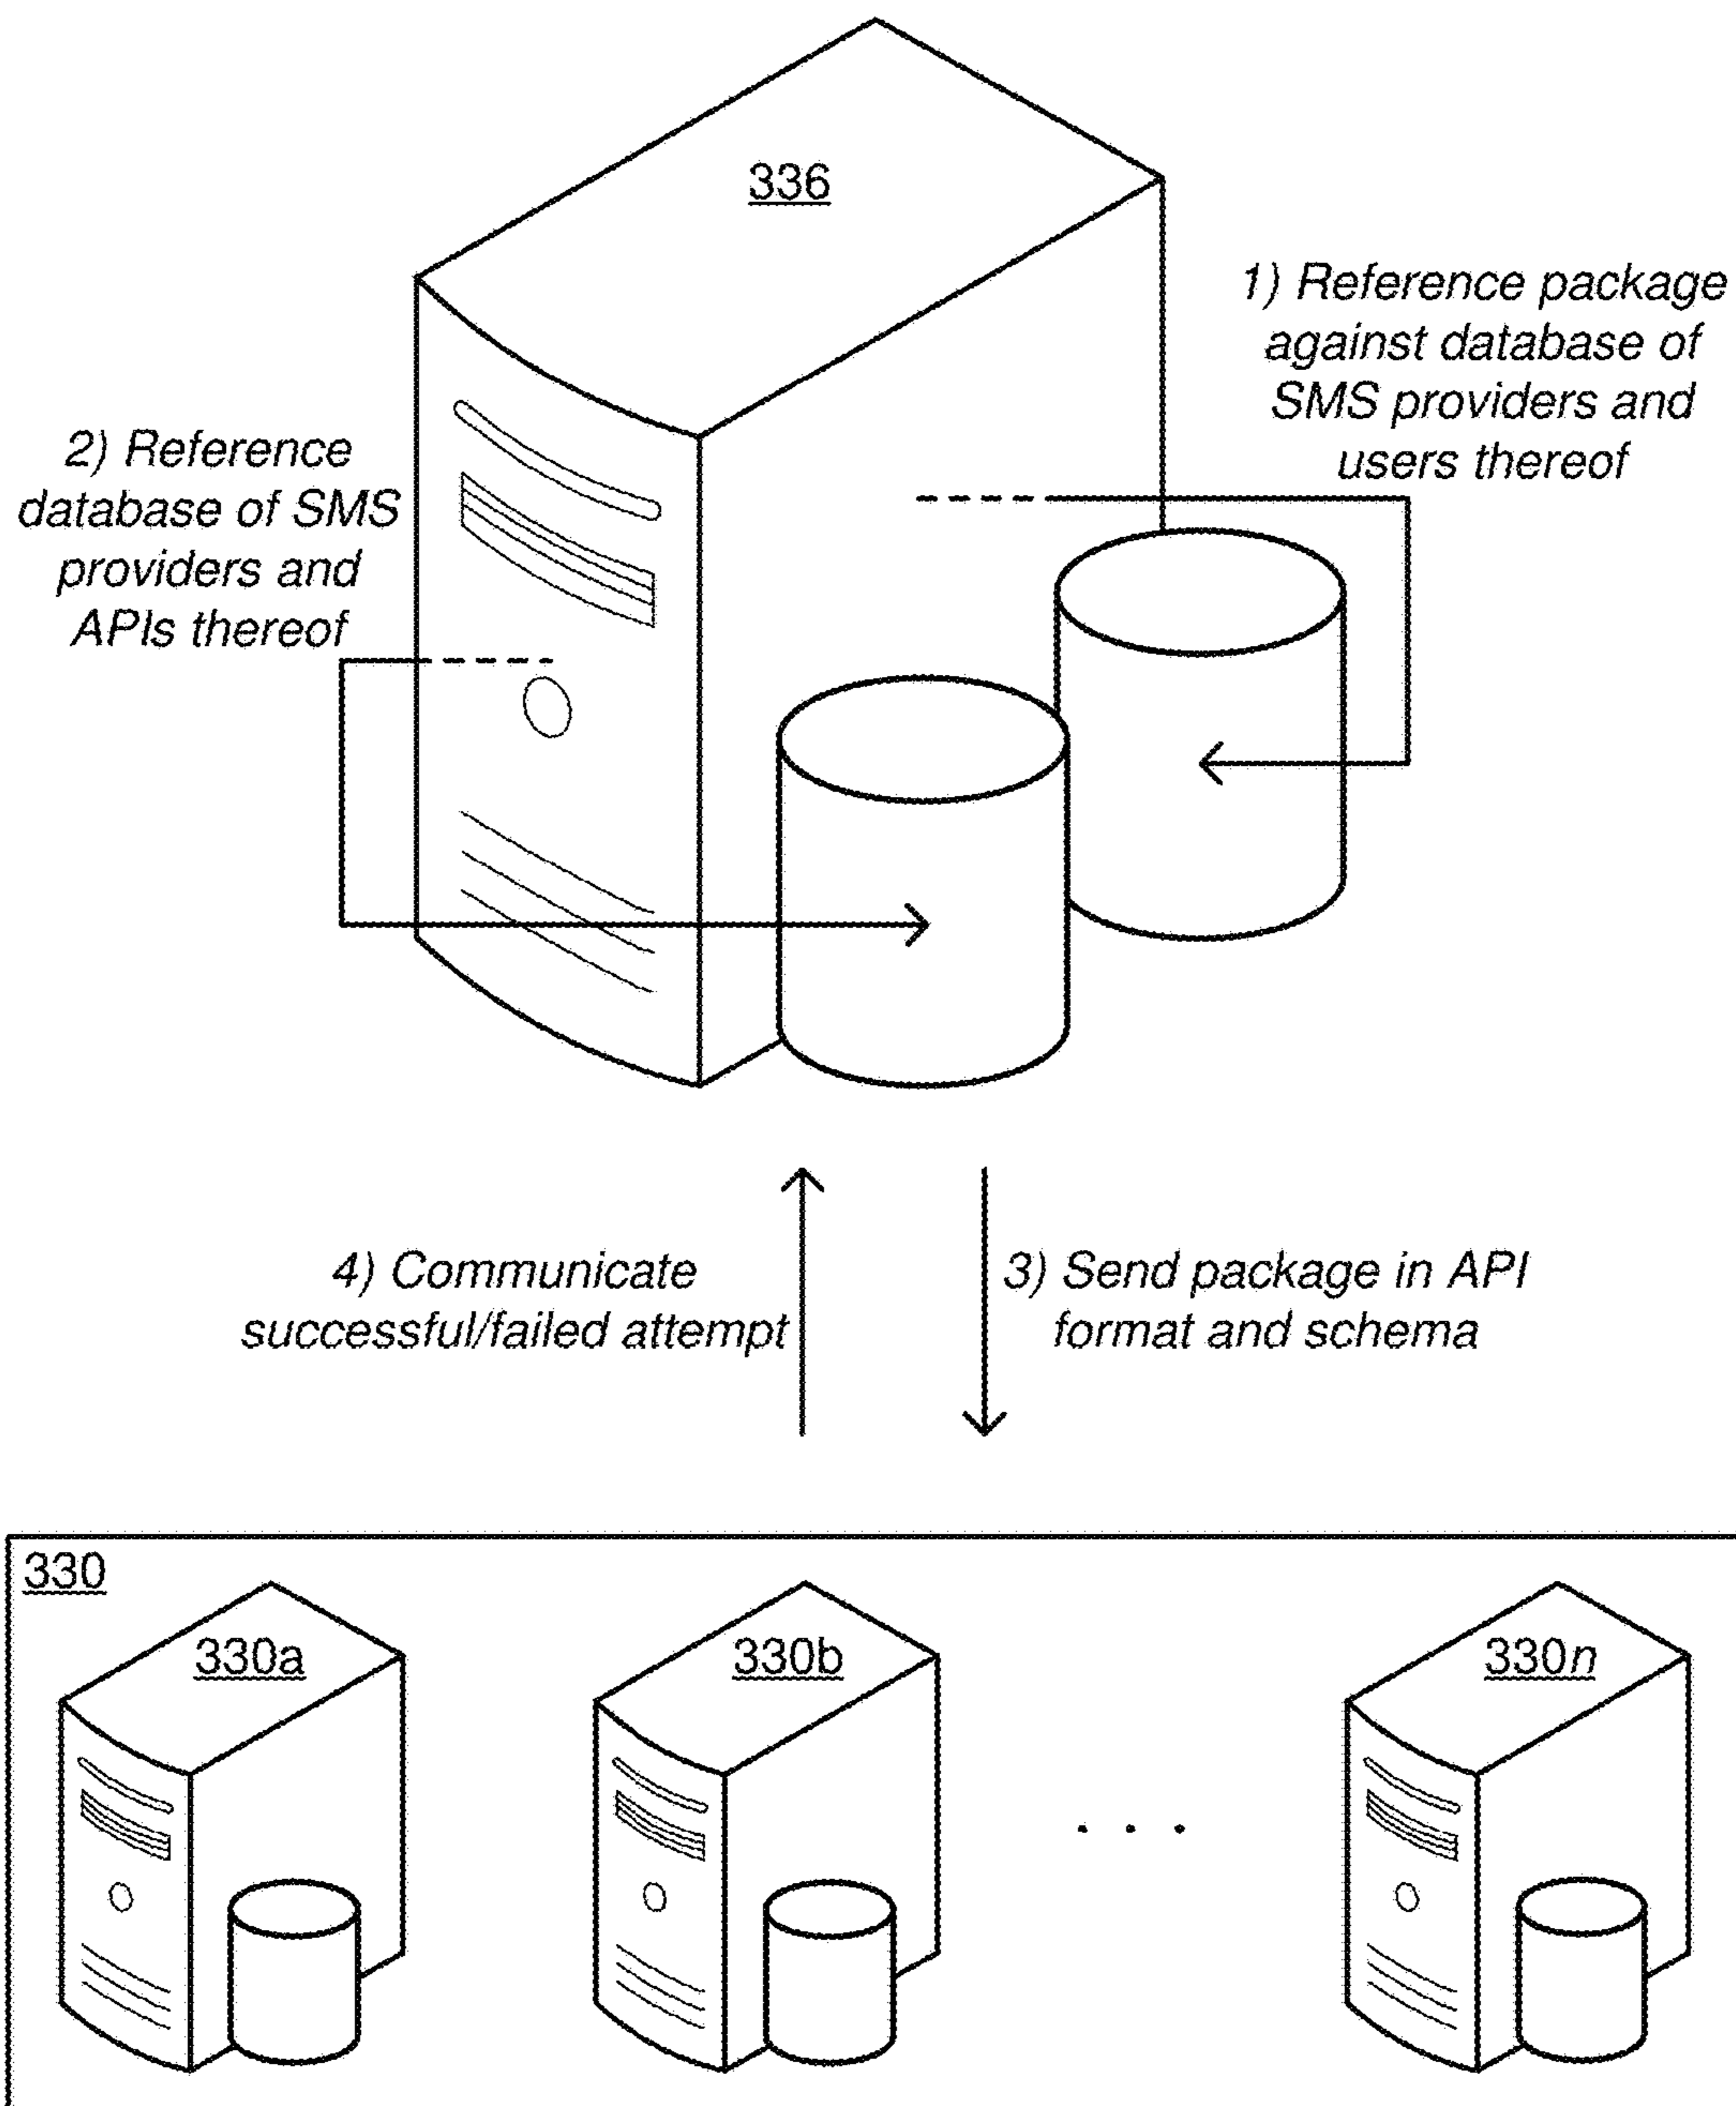 336
1) Reference package
against database of
SMS providers and
users thereof
2) Reference
database of SMS
providers and
APIs thereof
4) Communicate
successful/failed attempt
3) Send package in API
format and schema
330
330a
330b
. . .
330n